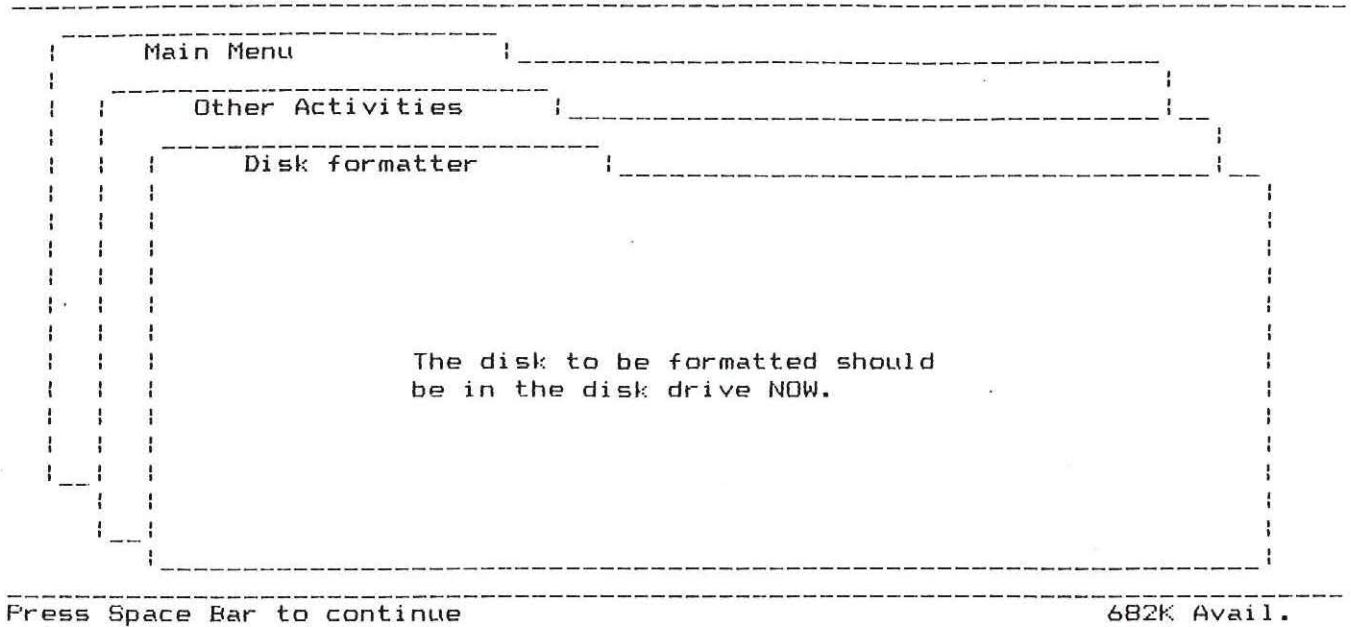 Main Menu
Other Activities
Disk formatter
The disk to be formatted should
be in the disk drive NOW.
Press Space Bar to continue 682K Avail.